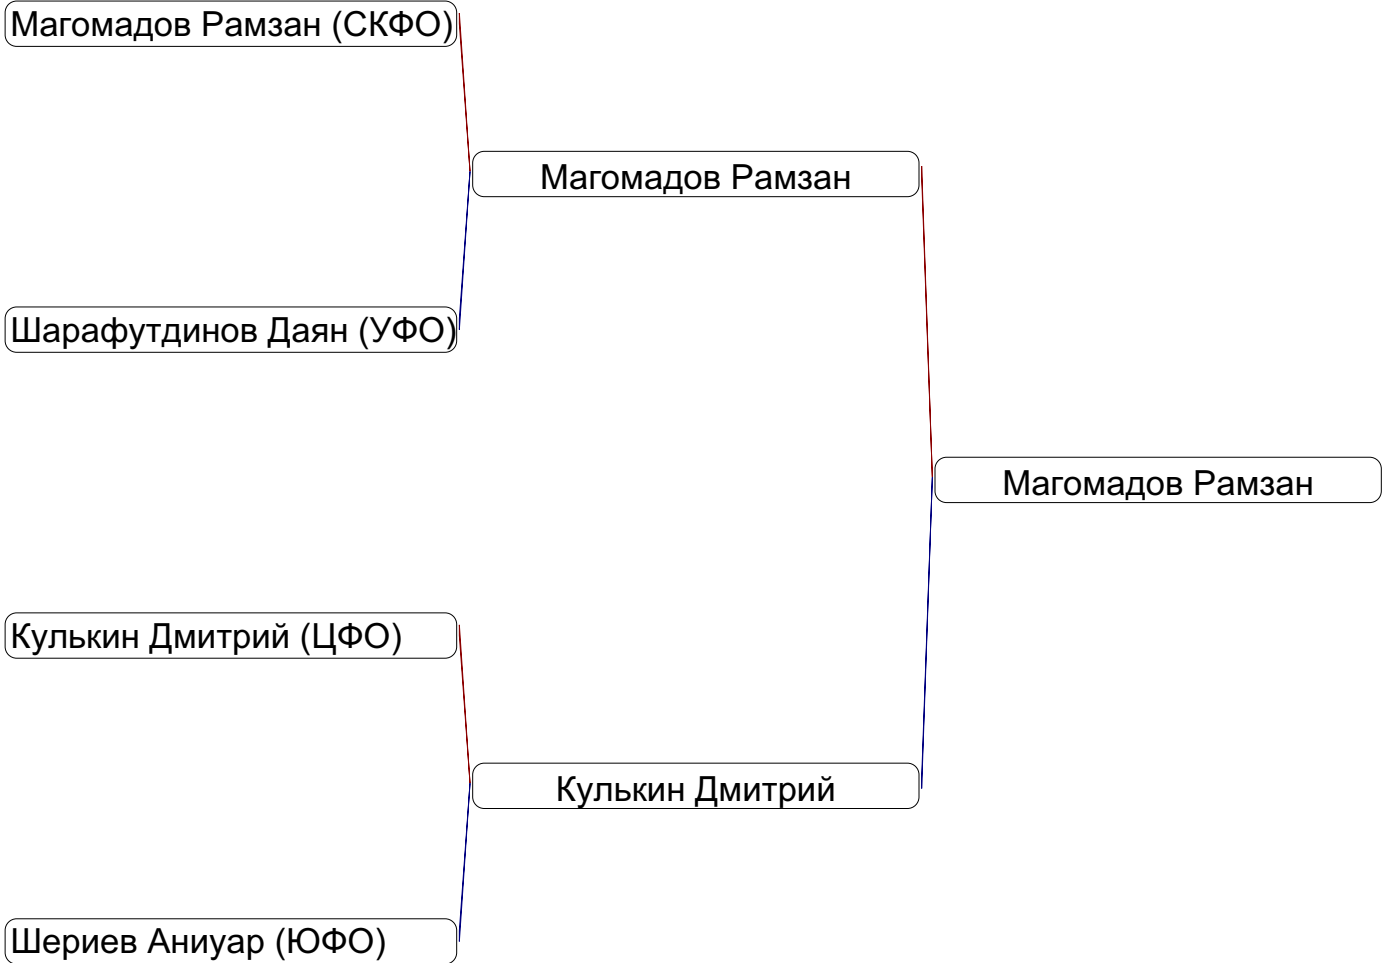 Магомадов Рамзан (СКФО)
Магомадов Рамзан
Шарафутдинов Даян (УФО)
Магомадов Рамзан
Кулькин Дмитрий (ЦФО)
Кулькин Дмитрий
Шериев Аниуар (ЮФО)